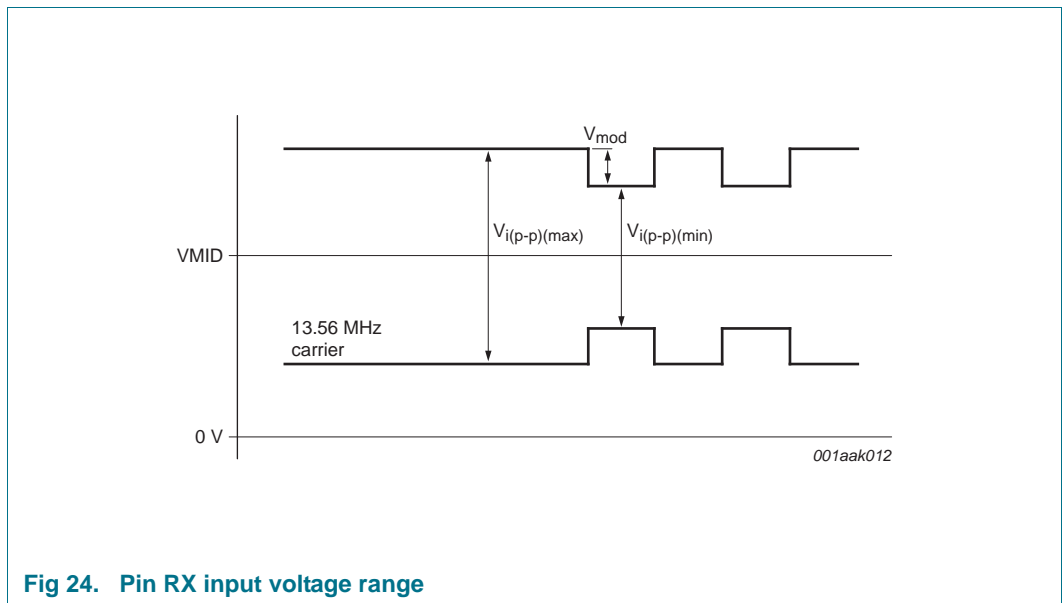 Vmod
Vi(p-p)(max)
Vi(p-p)(min)
VMID
13.56 MHz
carrier
0 V
001aak012
Fig 24. Pin RX input voltage range